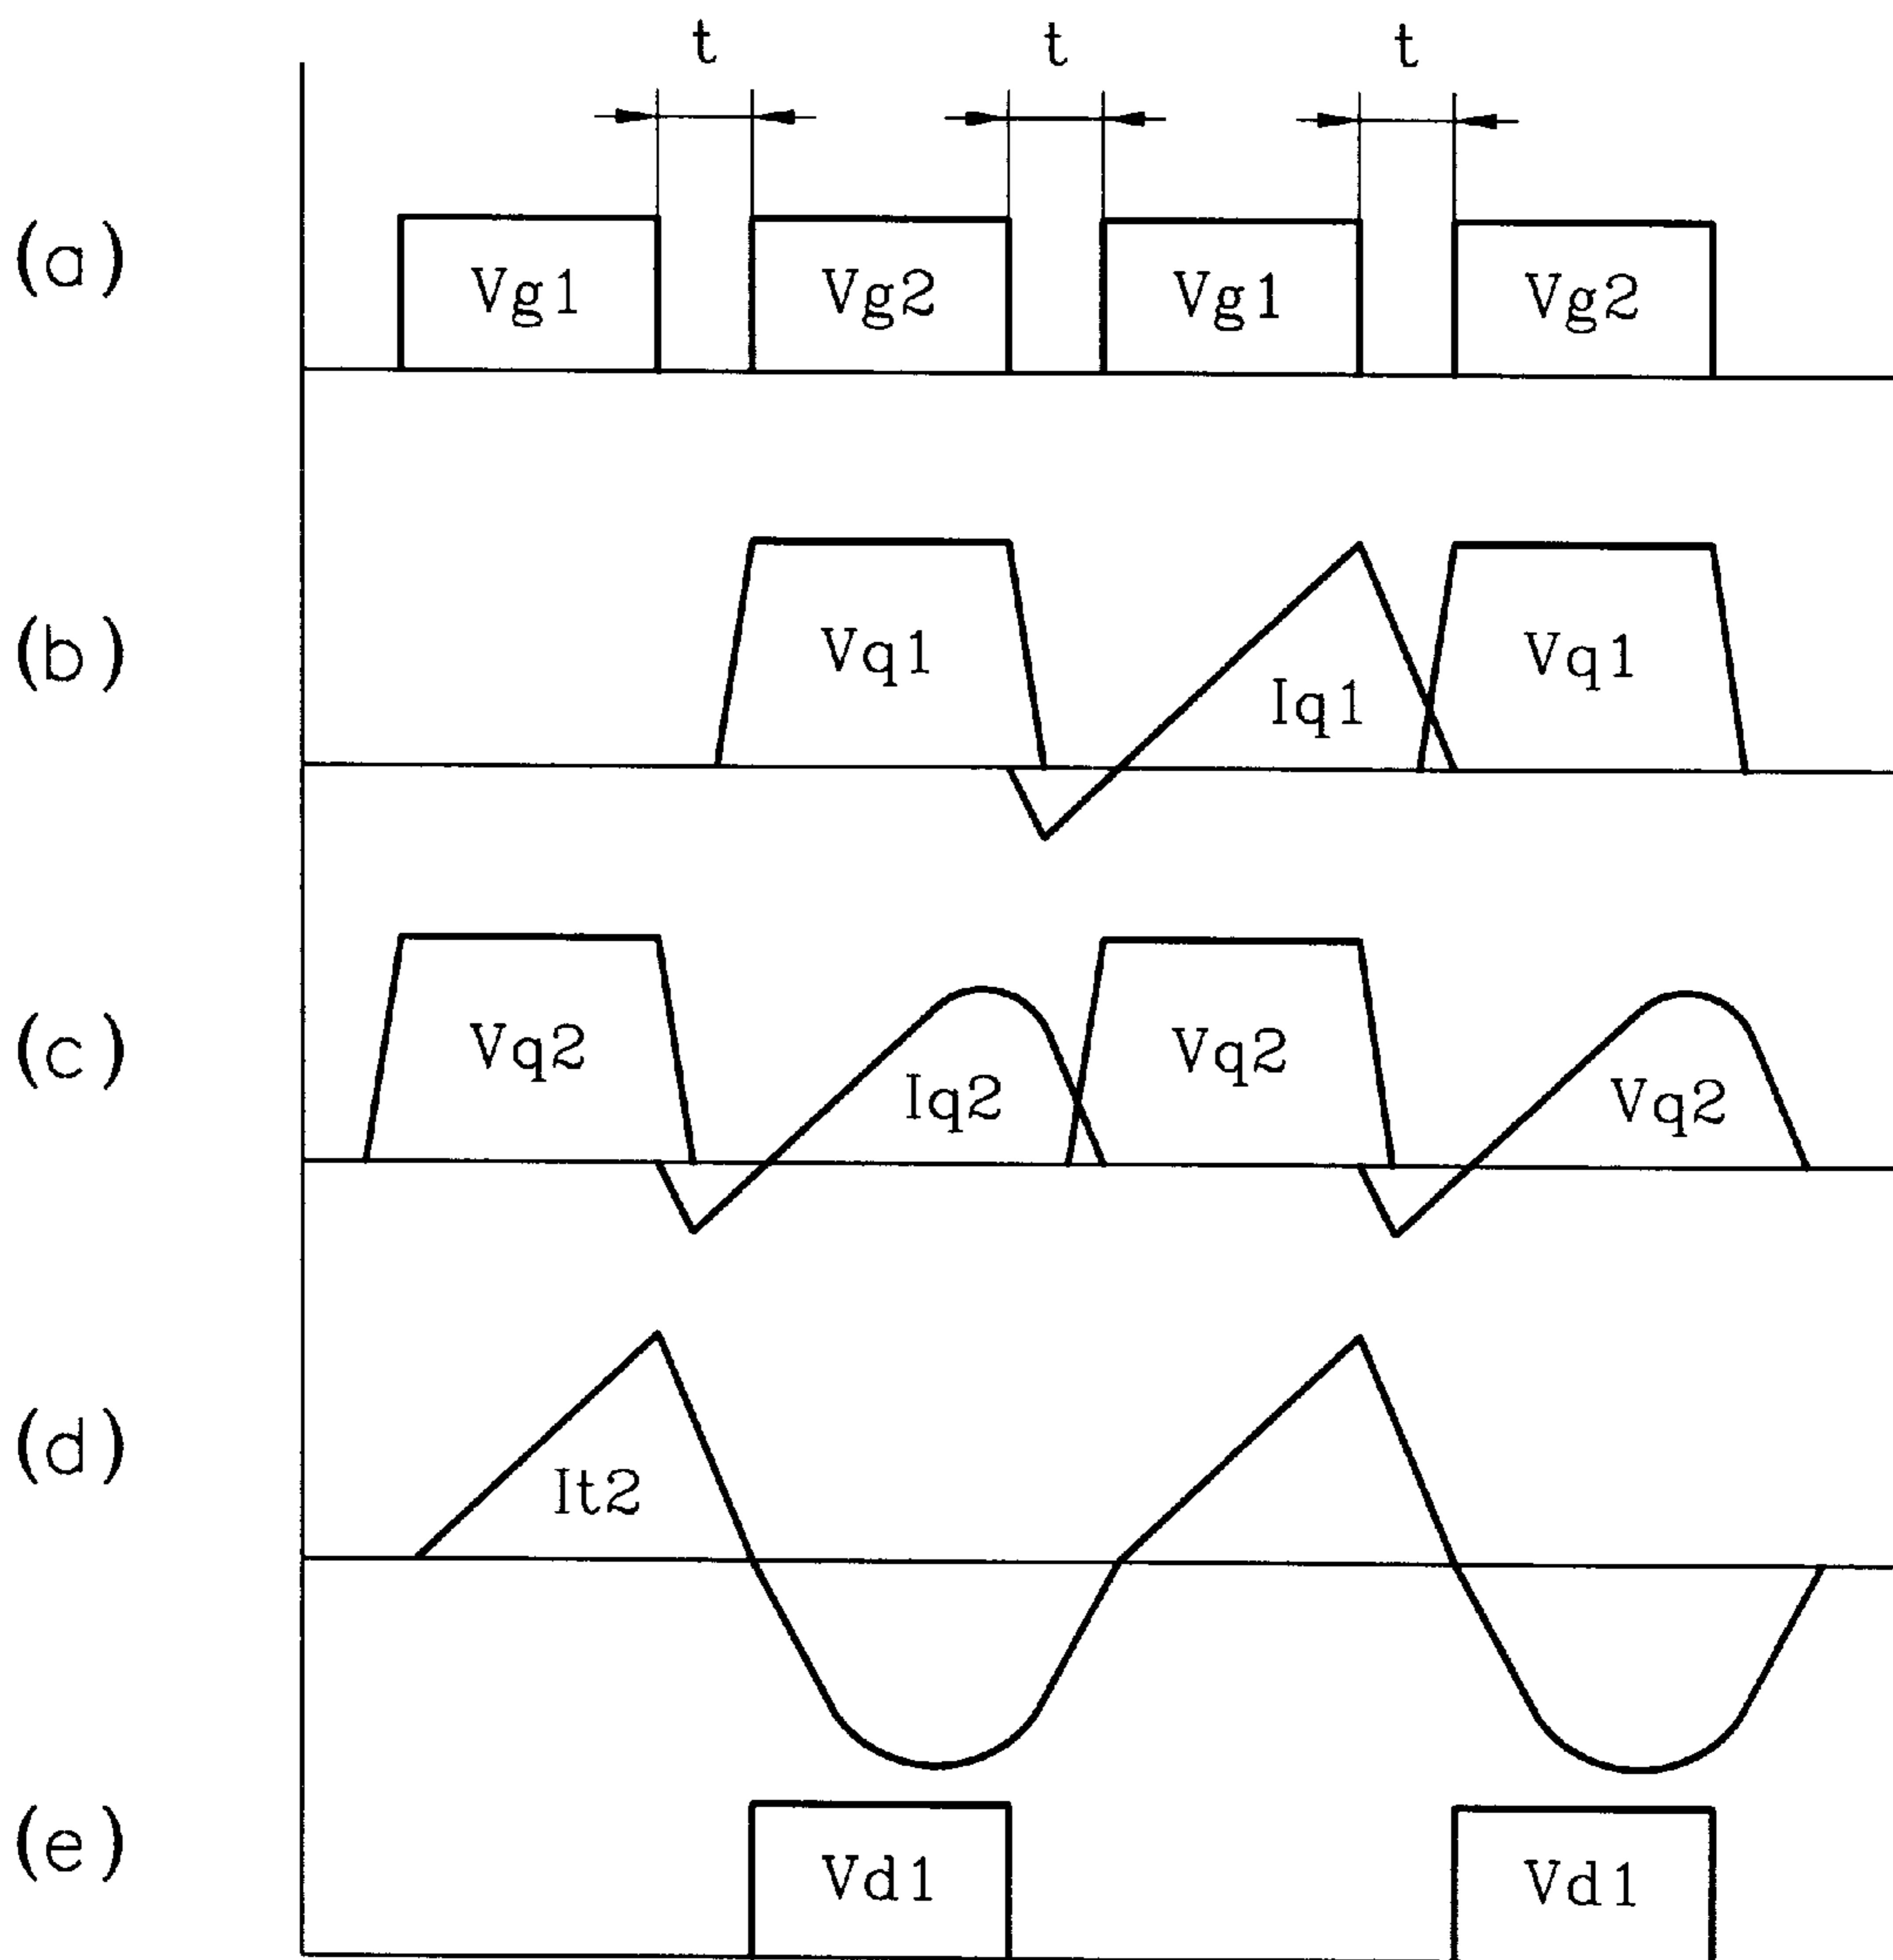 t t t
(a) Vg1 Vg2 Vg1 Vg2
(b) Vq1 Iq1 Vq1
(c) Vq2 Iq2 Vq2 Vq2
(d) It2
(e) Vd1 Vd1